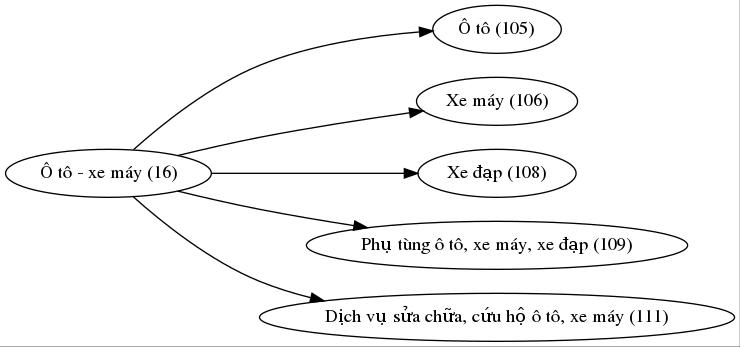 Ô tô (105)
Xe máy (106)
Ô tô - xe máy (16)
Xe đạp (108)
Phụ tùng ô tô, xe máy, xe đạp (109)
Dịch vụ sửa chữa, cứu hộ ô tô, xe máy (111)